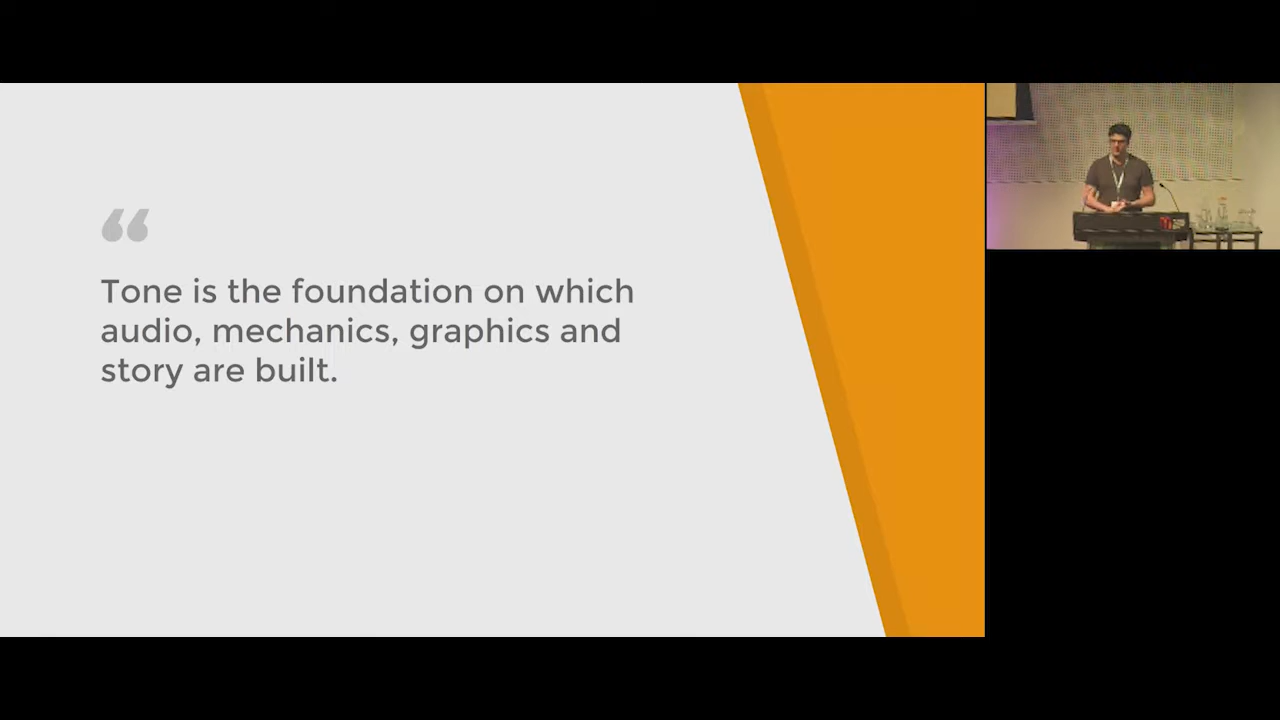 “
Tone is the foundation on which
audio, mechanics, graphics and
story are built.